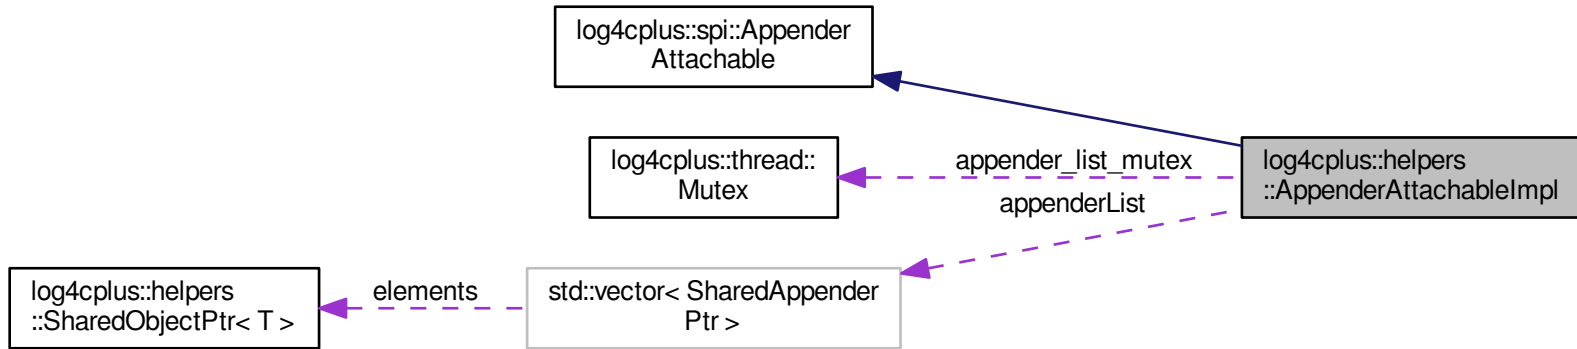 log4cplus::spi::Appender
Attachable
log4cplus::thread::
Mutex
appender_list_mutex
log4cplus::helpers
::AppenderAttachableImpl
appenderList
log4cplus::helpers
::SharedObjectPtr< T >
elements
std::vector< SharedAppender
Ptr >